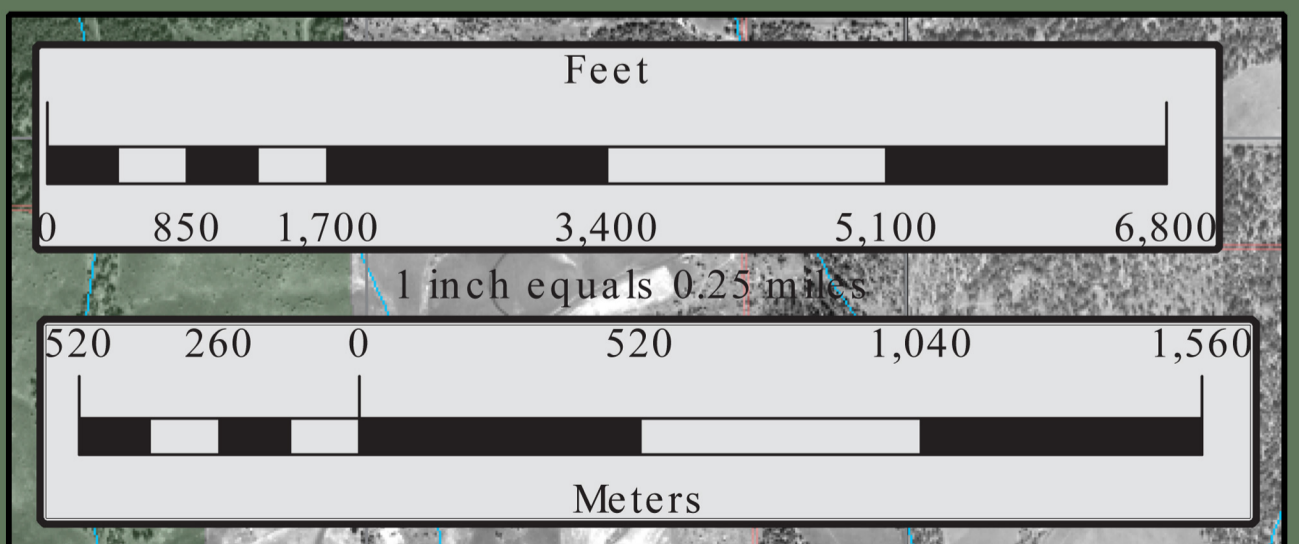 Feet
0 850 1,700 3,400 5,100 6,800
1 inch equals 0.25 miles
520 260 0 520 1,040 1,560
Meters